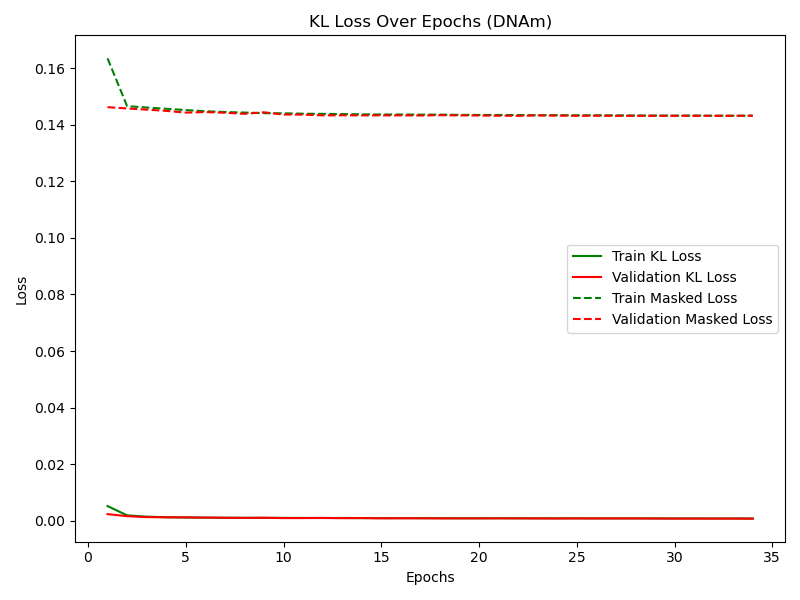 KL Loss Over Epochs (DNAm)
0.16
0.14
0.12
0.10
0.08
0.06
0.04
0.02
0.00
Loss
Train KL Loss
Validation KL Loss
Train Masked Loss
Validation Masked Loss
0 5 10 15 20 25 30 35
Epochs